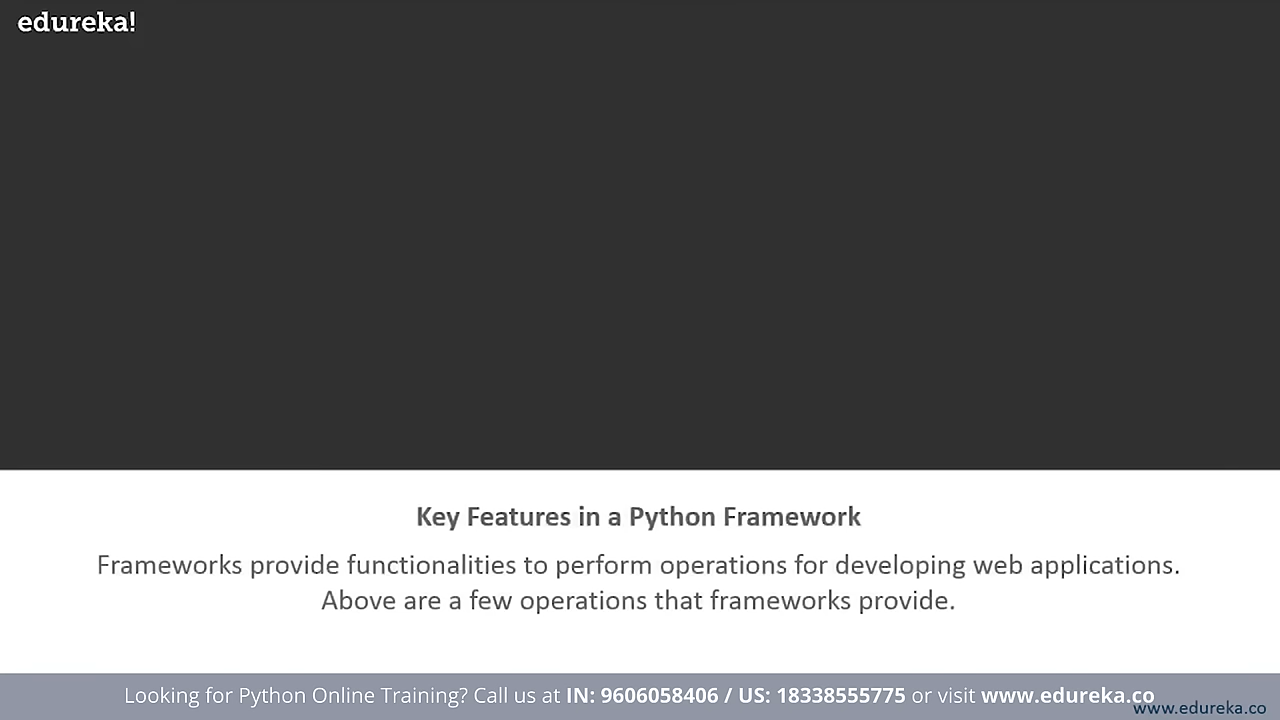 edureka!
Key Features in a Python Framework
Frameworks provide functionalities to perform operations for developing web applications.
Above are a few operations that frameworks provide.
Looking for Python Online Training? Call us at IN: 9606058406 / US: 18338555775 or visit www.edureka.co
www.edureka.co